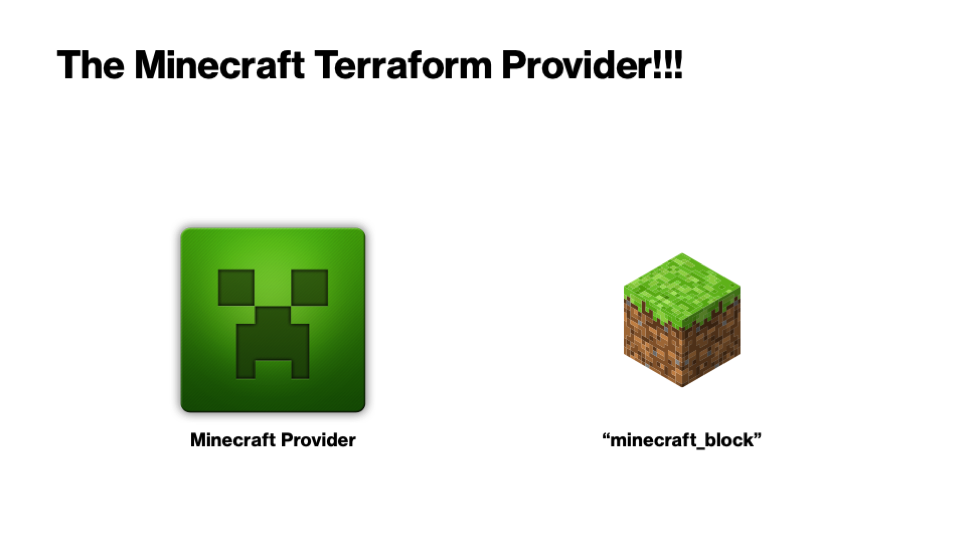 The Minecraft Terraform Provider!!!
Minecraft Provider
“minecraft_block”